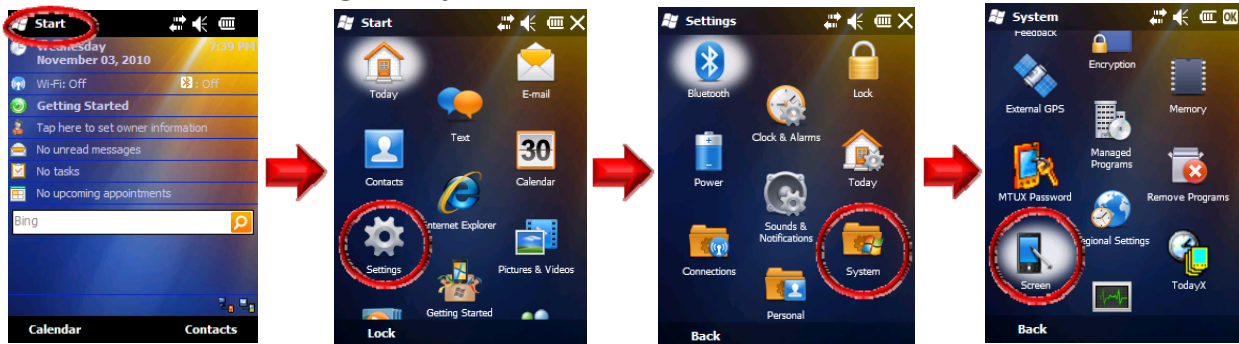 Start
Wednesday
7:39 PM
November 03, 2010
Wi-Fi: Off
: Off
Getting Started
Tap here to set owner information
No unread messages
No tasks
No upcoming appointments
Bing
Calendar
Contacts
Start
Today
E-mail
Text
30
Contacts
Calendar
Internet Explorer
Settings
Pictures & Videos
Getting Started
Lock
Settings
Bluetooth
Lock
Clock & Alarms
Power
Today
Sounds &
Notifications
Connections
System
Personal
Back
System
OK
Feedback
Encryption
External GPS
Memory
Managed
Programs
MTUX Password
Remove Programs
Regional Settings
Screen
TodayX
Back